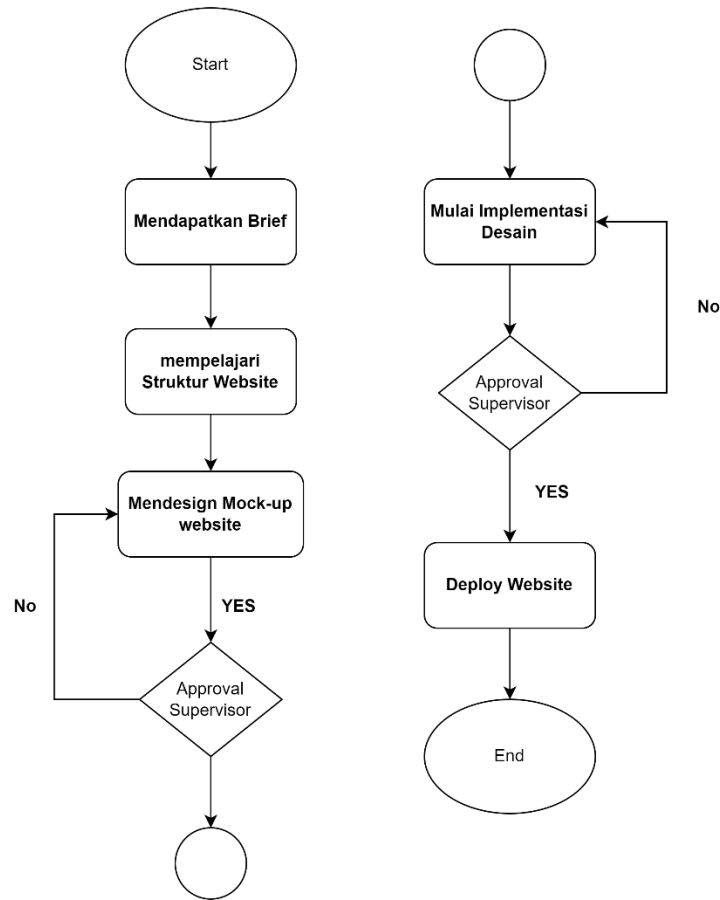 Start
Mendapatkan Brief
mempelajari
Struktur Website
Mendesign Mock-up
website
No
YES
Approval
Supervisor
Mulai Implementasi
Desain
No
Approval
Supervisor
YES
Deploy Website
End